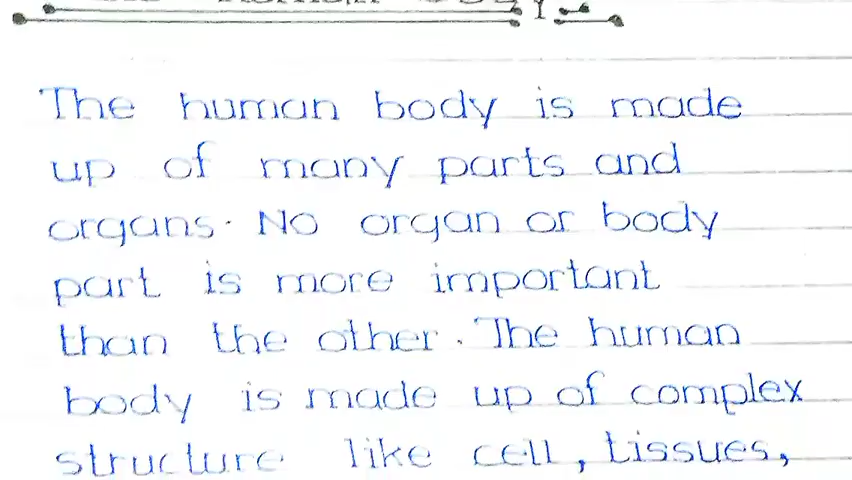 The human body is made
up of many parts and
organs. No organ or body
part is more important
than the other. The human
body is made up of complex
structure like cell, tissues,